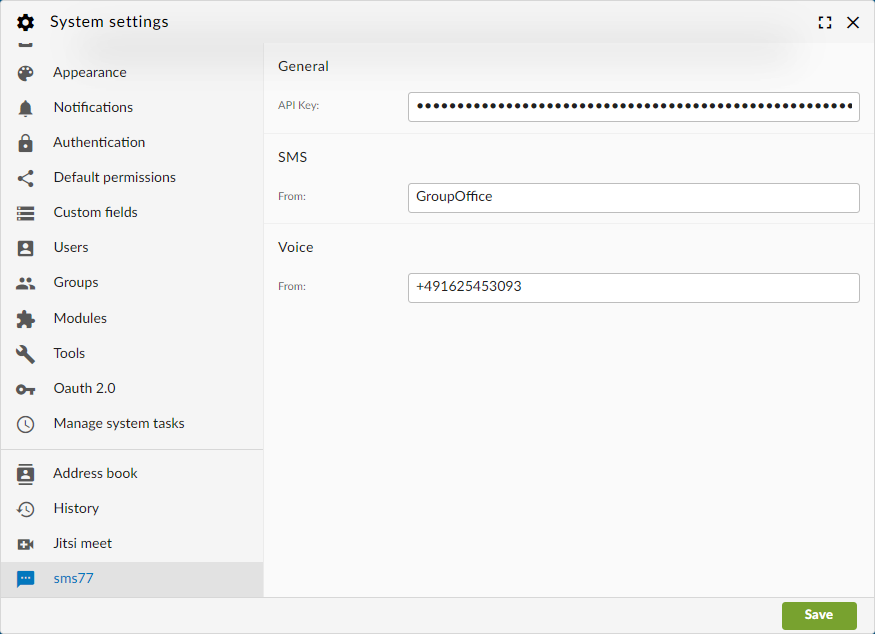 System settings
Appearance
Notifications
Authentication
Default permissions
Custom fields
Users
Groups
Modules
Tools
Oauth 2.0
Manage system tasks
Address book
History
Jitsi meet
sms77
General
API Key:
SMS
From: GroupOffice
Voice
From: +491625453093
Save